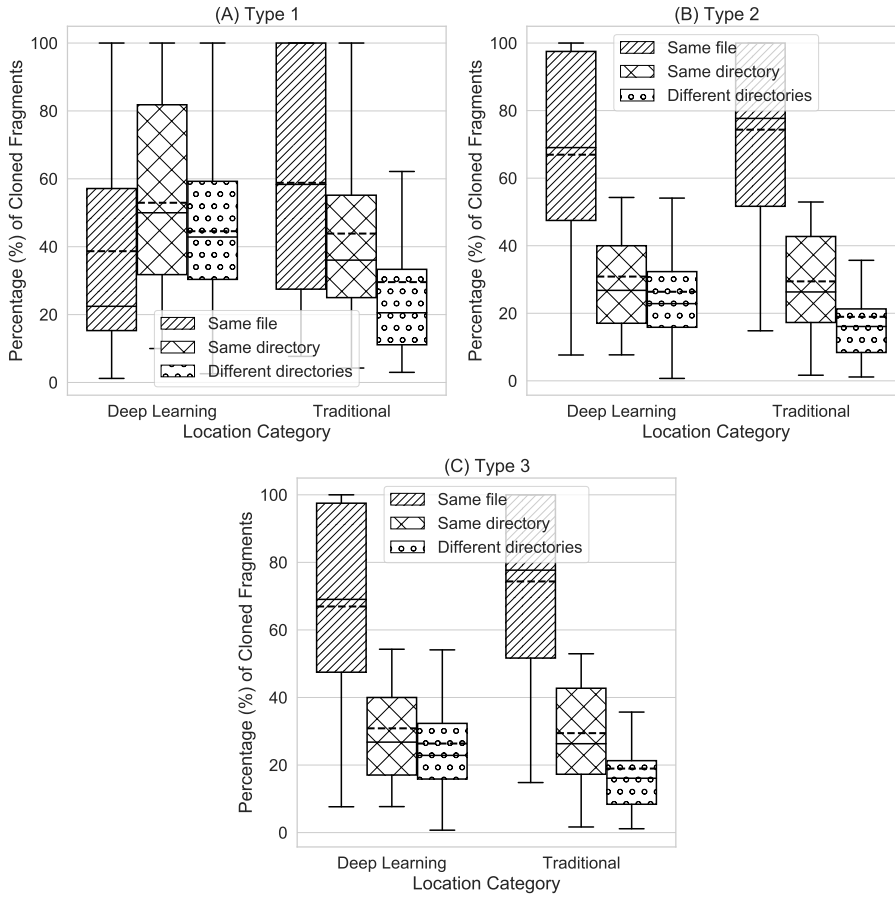 (A) Type 1
Percentage (%) of Cloned Fragments
100
80
60
40
20
0
Same file
Same directory
Different directories
Deep Learning
Traditional
Location Category
(B) Type 2
Percentage (%) of Cloned Fragments
100
80
60
40
20
0
Same file
Same directory
Different directories
Deep Learning
Traditional
Location Category
(C) Type 3
Percentage (%) of Cloned Fragments
100
80
60
40
20
0
Same file
Same directory
Different directories
Deep Learning
Traditional
Location Category